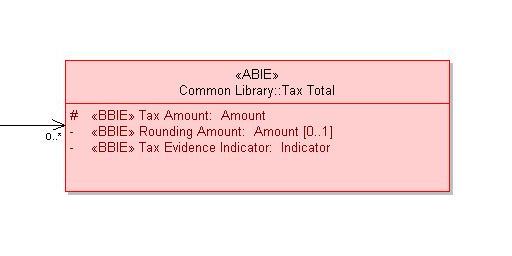 «ABIE»
Common Library::Tax Total
# «BBIE» Tax Amount: Amount
- «BBIE» Rounding Amount: Amount [0..1]
- «BBIE» Tax Evidence Indicator: Indicator
0..*